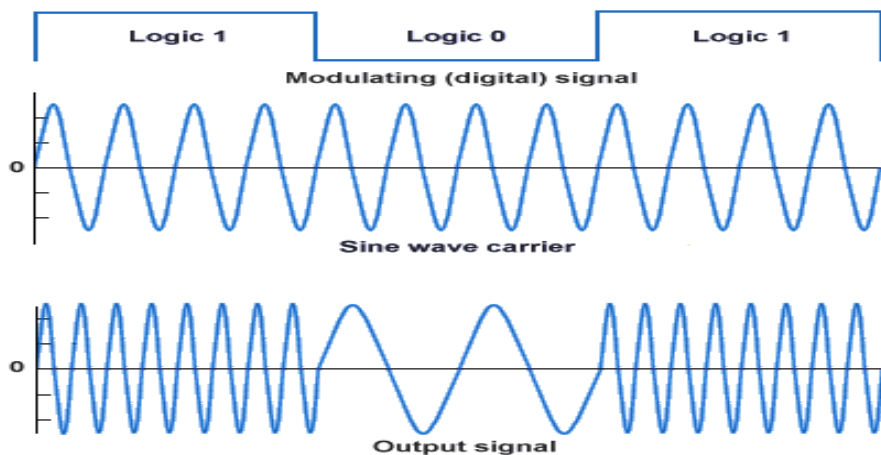 Logic 1 Logic 0 Logic 1
Modulating (digital) signal
0
Sine wave carrier
0
Output signal